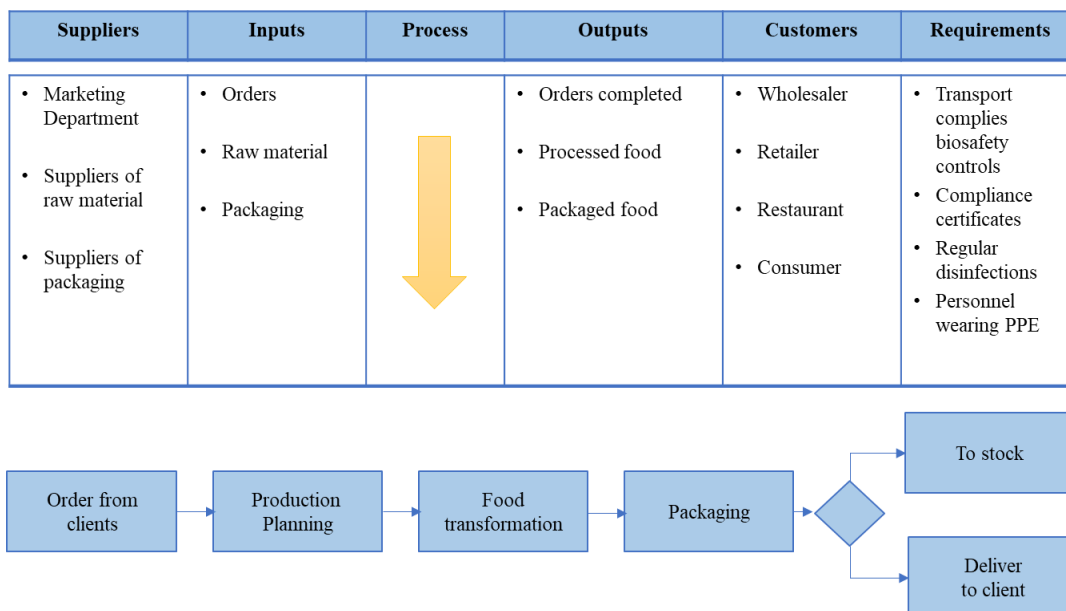 Suppliers
Inputs
Process
Outputs
Customers
Requirements
• Marketing
Department
• Suppliers of
raw material
• Suppliers of
packaging
• Orders
• Raw material
• Packaging
• Orders completed
• Processed food
• Packaged food
• Wholesaler
• Retailer
• Restaurant
• Consumer
• Transport
complies
biosafety
controls
• Compliance
certificates
• Regular
disinfections
• Personnel
wearing PPE
Order from
clients
Production
Planning
Food
transformation
Packaging
To stock
Deliver
to client